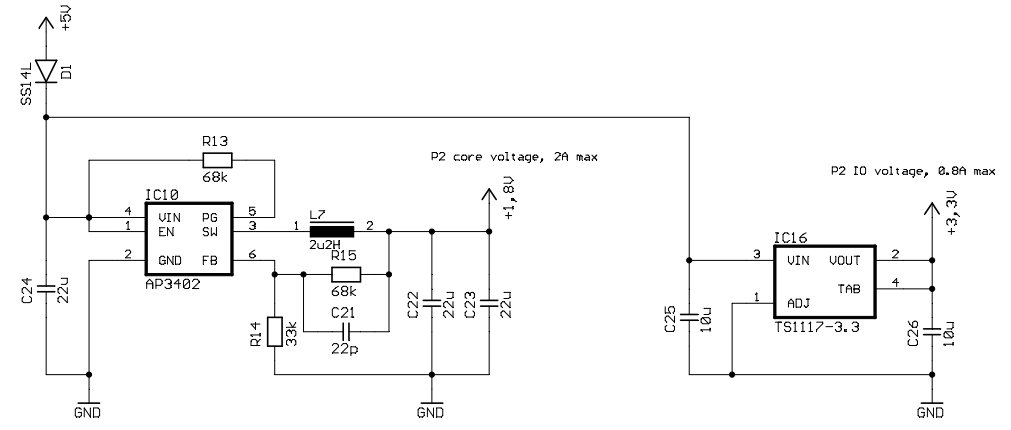 +5V
SS14L
D1
R13
68k
P2 core voltage, 2A max
P2 IO voltage, 0.8A max
IC10
4 VIN PG 5
1 EN SW 3
2 GND FB 6
AP3402
L7
1 2
2u2H
+1,8V
R15
68k
C21
22p
R14
33k
C24
22u
C22
22u
C23
22u
GND
GND
+3,3V
IC16
3 VIN VOUT 2
TAB 4
1 ADJ
TS1117-3.3
C25
10u
C26
10u
GND